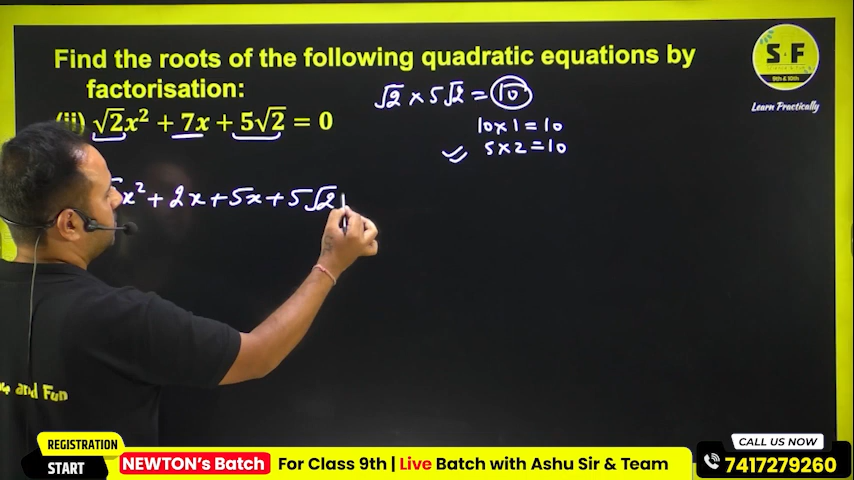 Find the roots of the following quadratic equations by
factorisation:
(ii) √2x² + 7x + 5√2 = 0
√2 × 5√2 = 10
10 × 1 = 10
5 × 2 = 10
x² + 2x + 5x + 5√2
S F
9th & 10th
Learn Practically
and Fun
REGISTRATION
START
NEWTON's Batch
For Class 9th | Live Batch with Ashu Sir & Team
CALL US NOW
7417279260